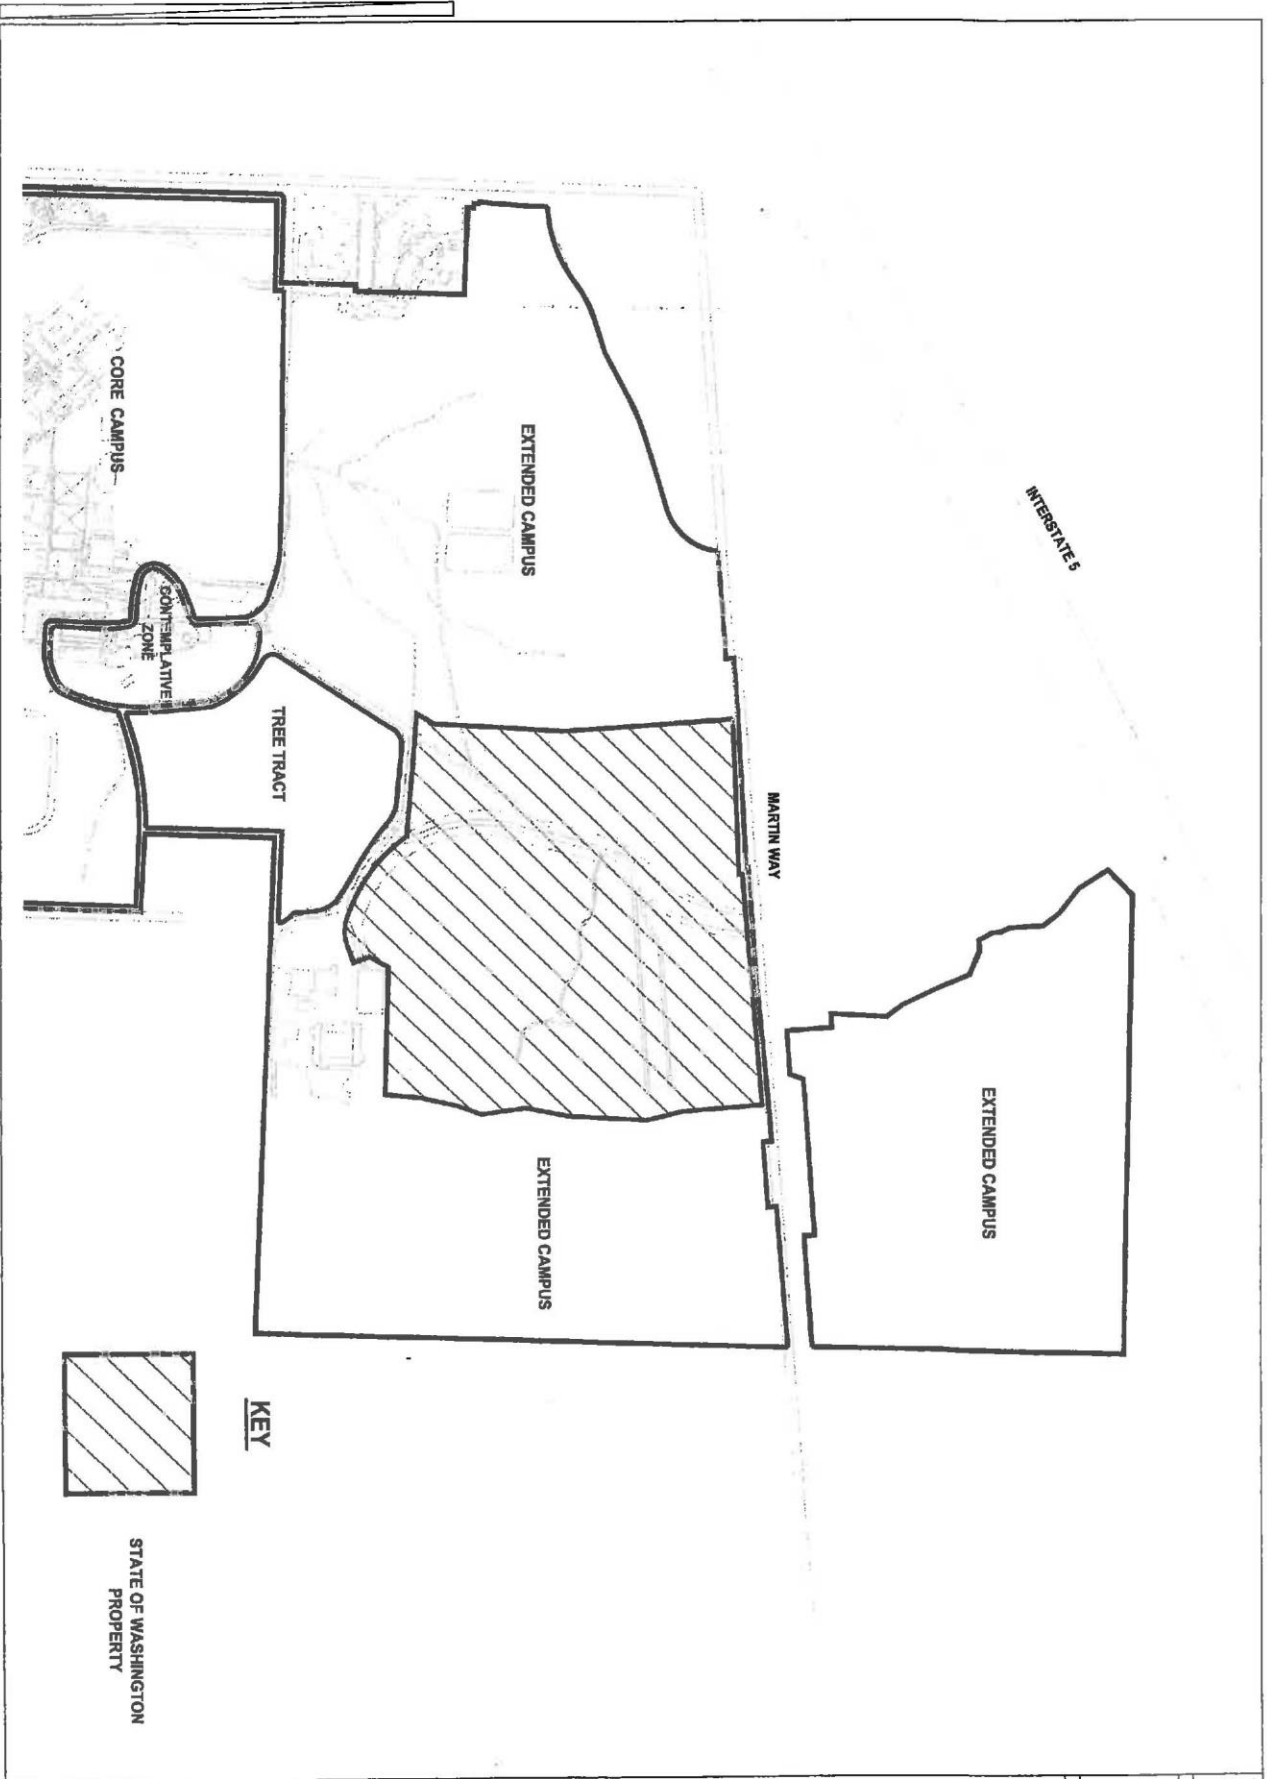 INTERSTATE 5
MARTIN WAY
EXTENDED CAMPUS
EXTENDED CAMPUS
EXTENDED CAMPUS
TREE TRACT
CONTEMPLATIVE
ZONE
CORE CAMPUS
KEY
STATE OF WASHINGTON
PROPERTY